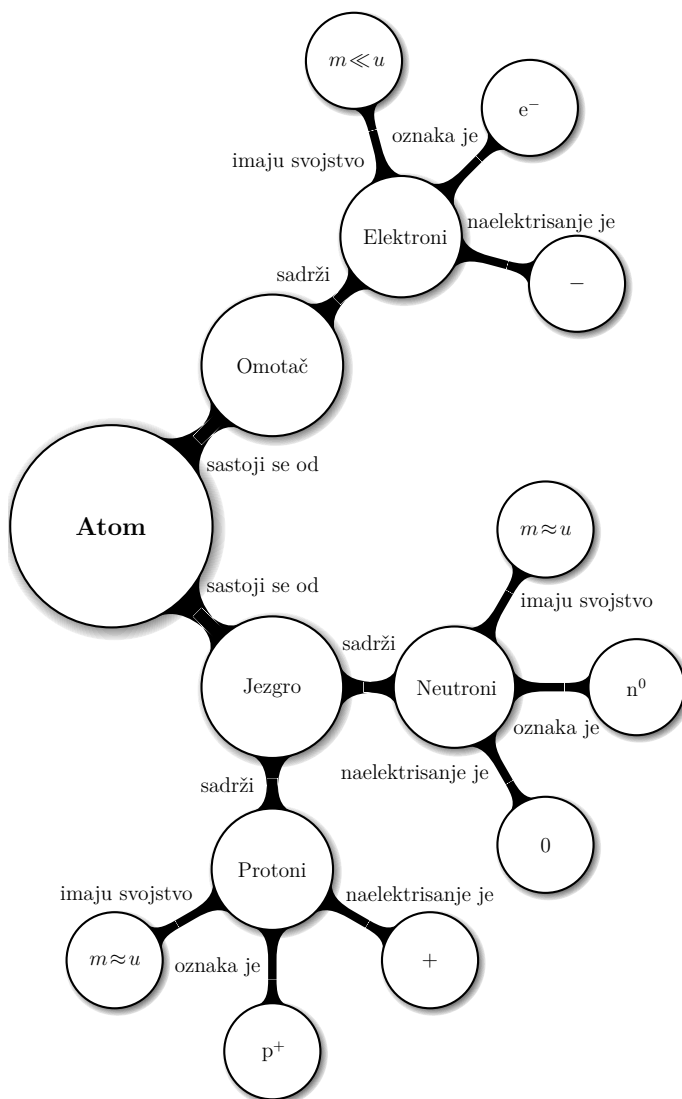 m ≪ u
e⁻
oznaka je
imaju svojstvo
naelektrisanje je
Elektroni
−
sadrži
Omotač
sastoji se od
Atom
m ≈ u
sastoji se od
imaju svojstvo
sadrži
Jezgro
Neutroni
n⁰
oznaka je
naelektrisanje je
sadrži
0
Protoni
imaju svojstvo
naelektrisanje je
m ≈ u
oznaka je
+
p⁺